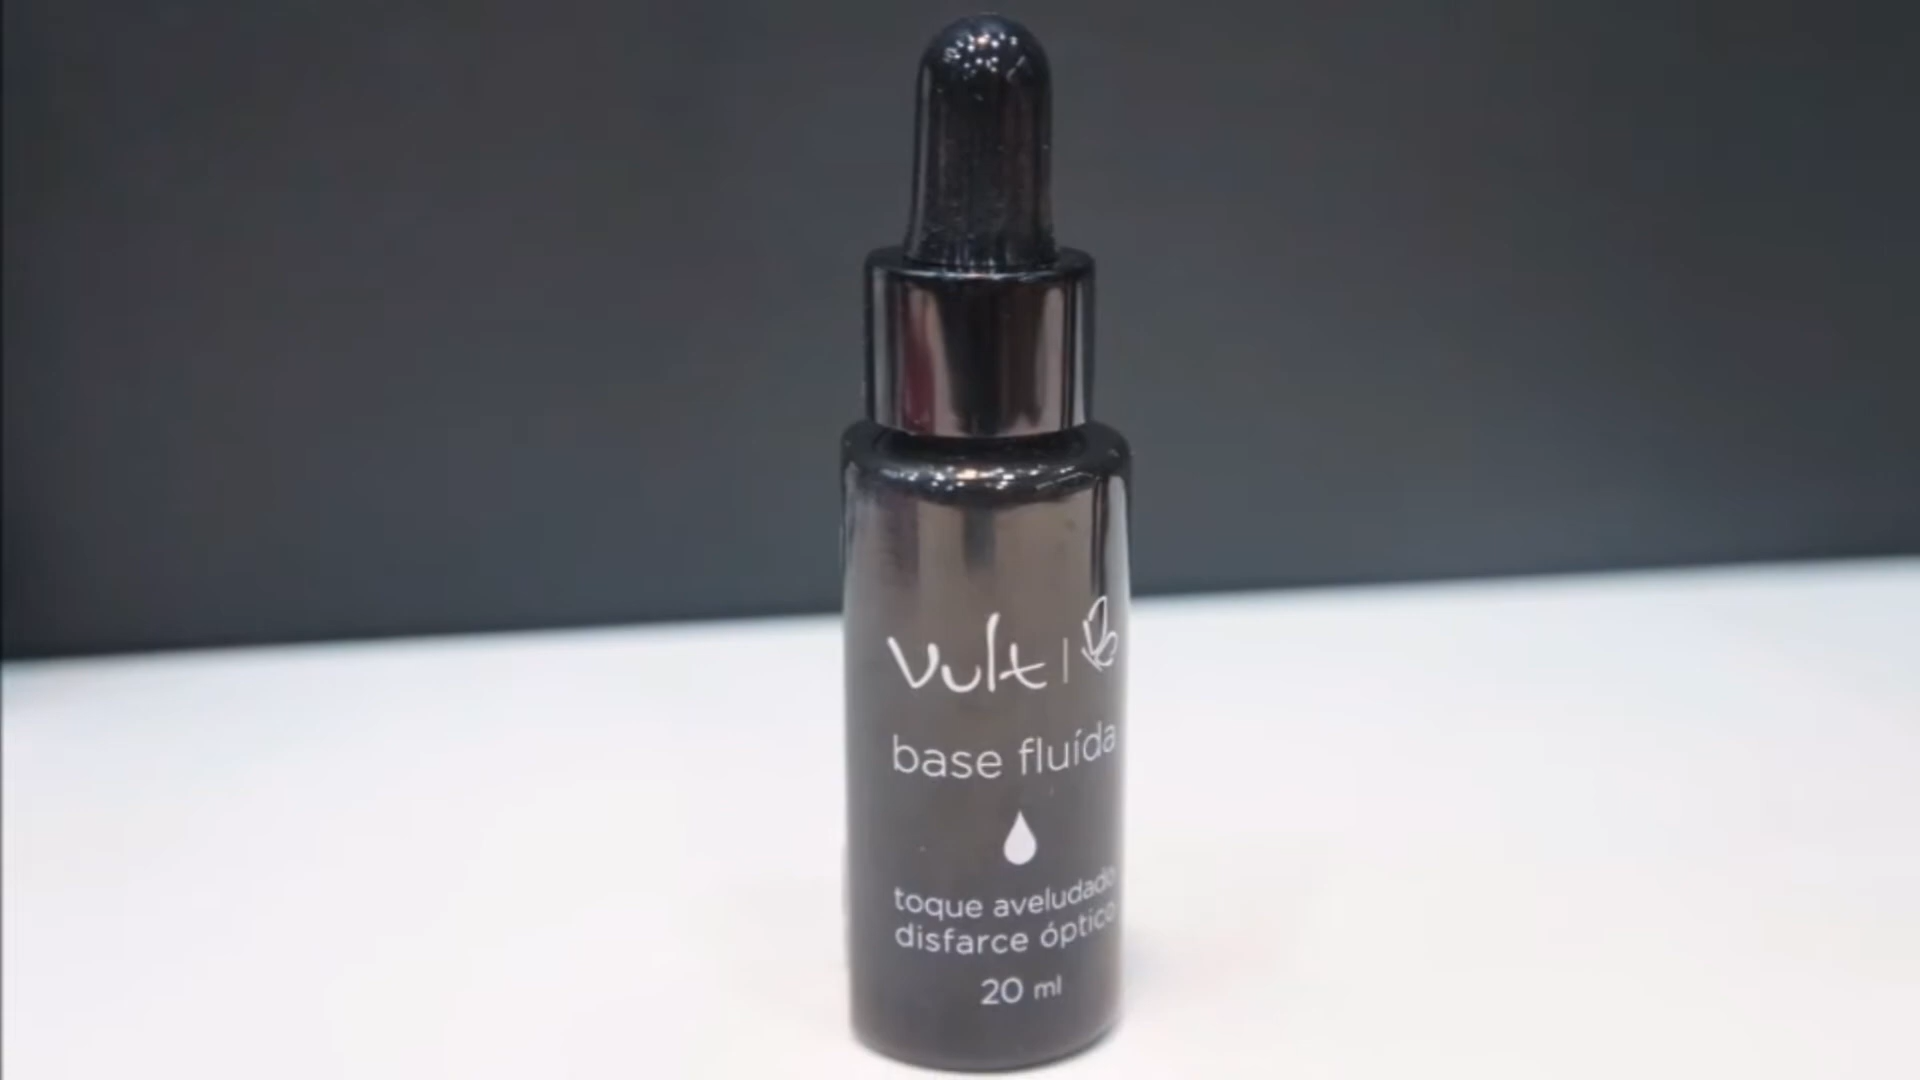 Vult
base fluída
toque aveludado
disfarce óptico
20 ml